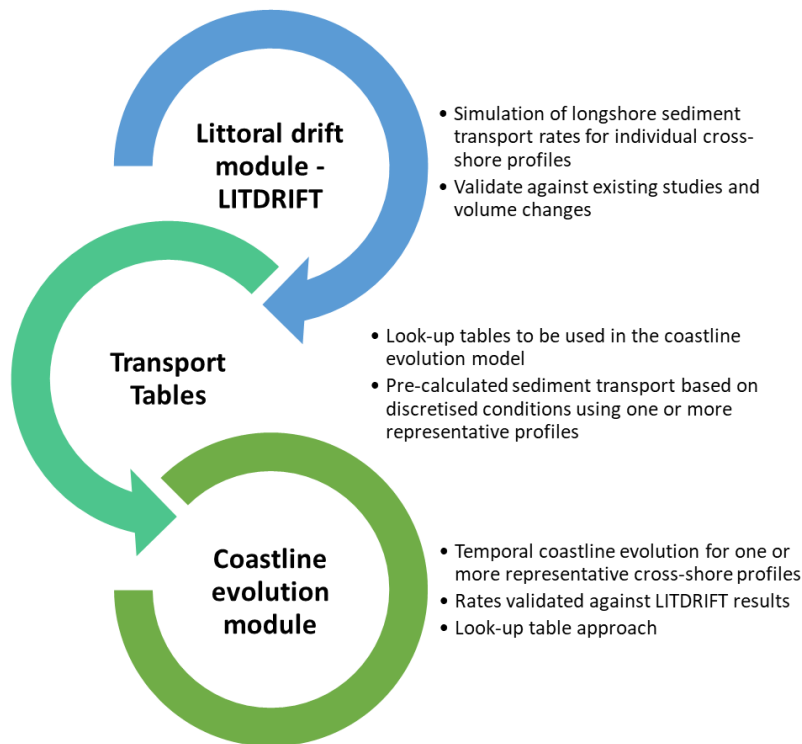 Littoral drift
module -
LITDRIFT
• Simulation of longshore sediment
transport rates for individual cross-
shore profiles
• Validate against existing studies and
volume changes
Transport
Tables
• Look-up tables to be used in the coastline
evolution model
• Pre-calculated sediment transport based on
discretised conditions using one or more
representative profiles
Coastline
evolution
module
• Temporal coastline evolution for one or
more representative cross-shore profiles
• Rates validated against LITDRIFT results
• Look-up table approach